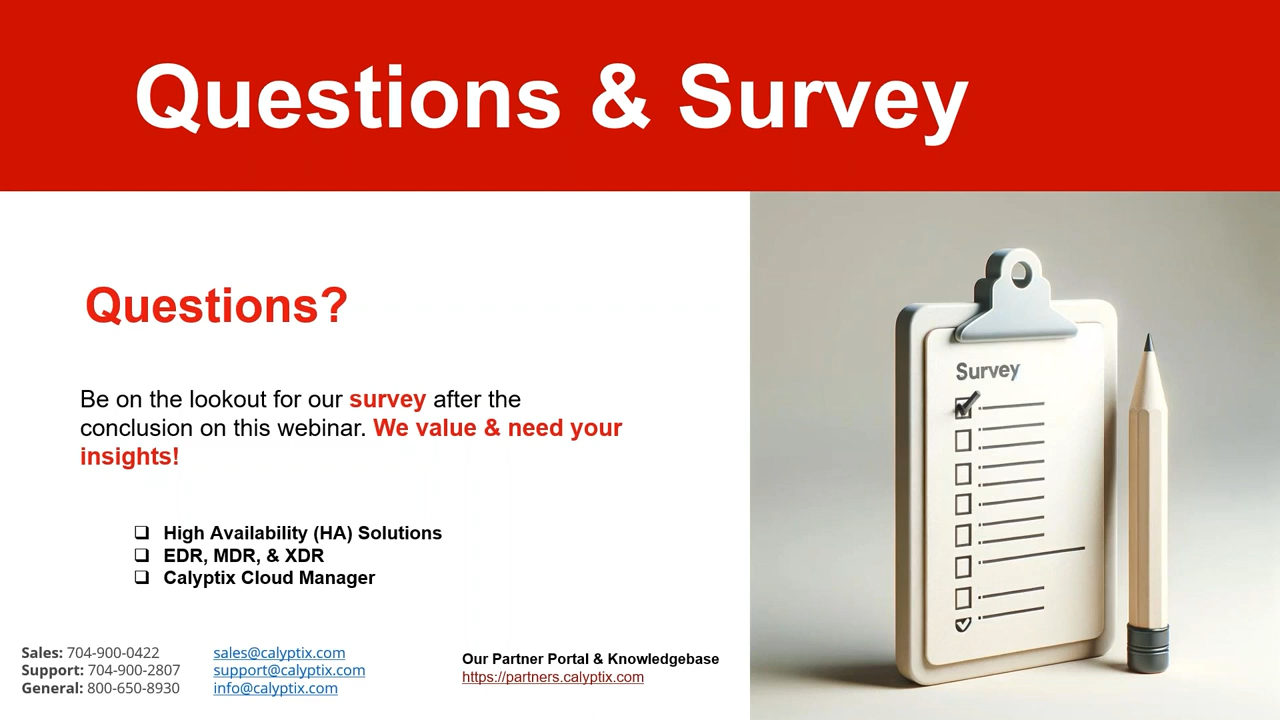 Questions & Survey
Questions?
Be on the lookout for our survey after the
conclusion on this webinar. We value & need your
insights!
❑ High Availability (HA) Solutions
❑ EDR, MDR, & XDR
❑ Calyptix Cloud Manager
Sales: 704-900-0422
Support: 704-900-2807
General: 800-650-8930
sales@calyptix.com
support@calyptix.com
info@calyptix.com
Our Partner Portal & Knowledgebase
https://partners.calyptix.com
Survey